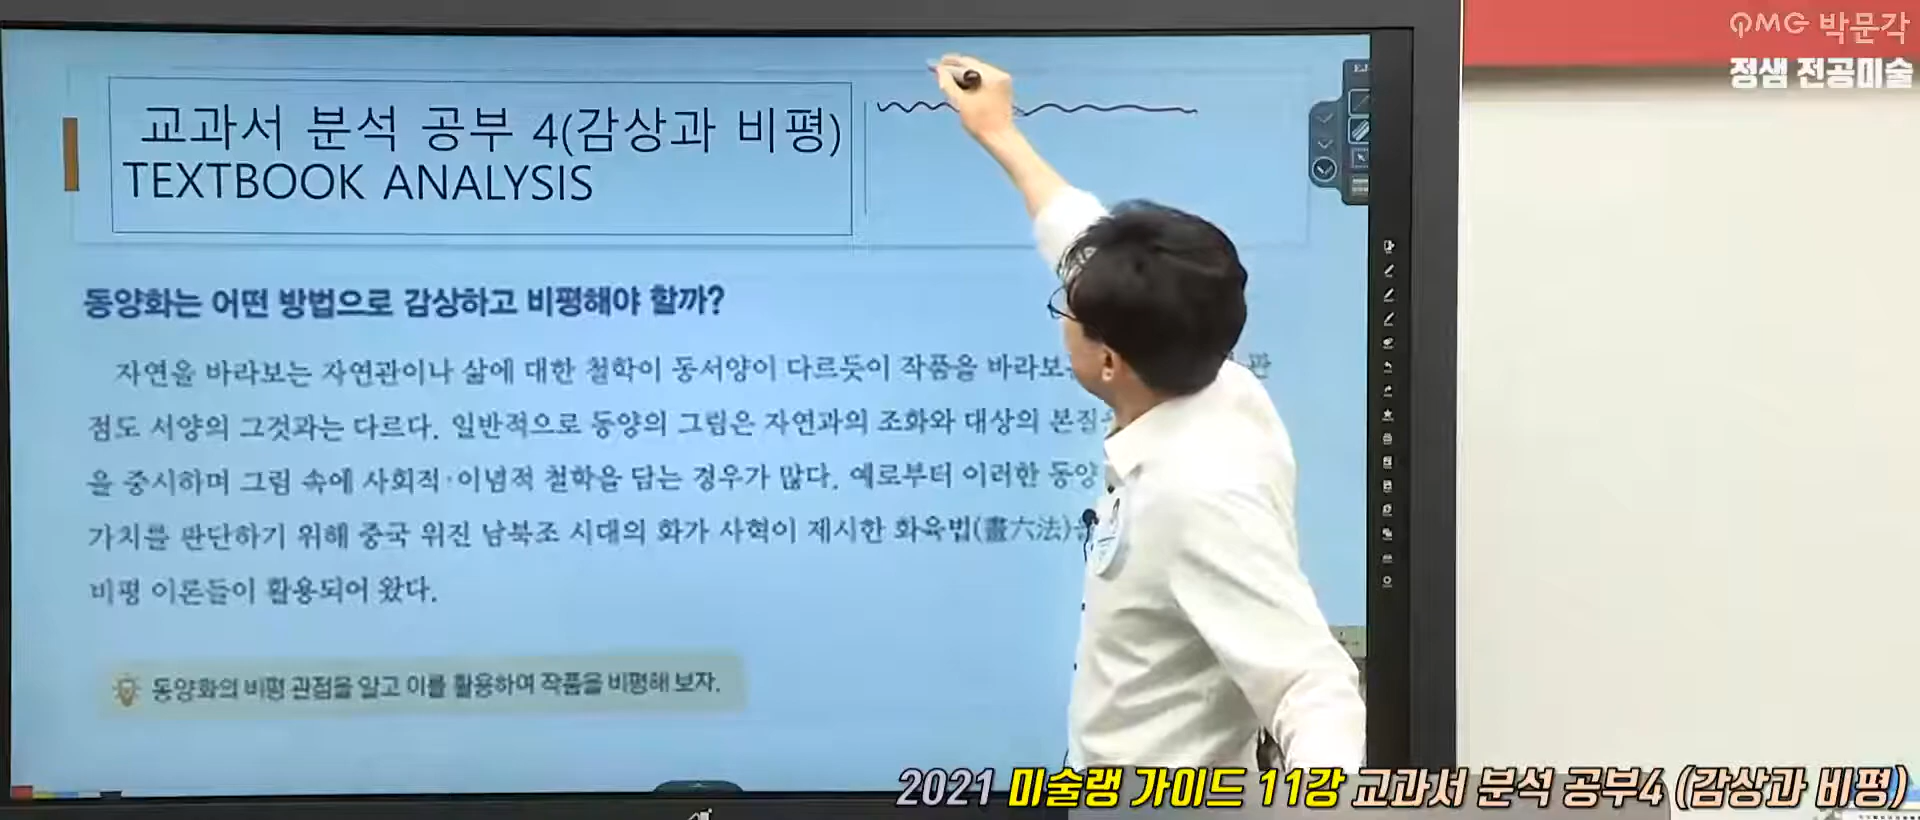 PMG 박문각
정샘 전공미술
교과서 분석 공부 4(감상과 비평)
TEXTBOOK ANALYSIS
동양화는 어떤 방법으로 감상하고 비평해야 할까?
자연을 바라보는 자연관이나 삶에 대한 철학이 동서양이 다르듯이 작품을 바라보 관
점도 서양의 그것과는 다르다. 일반적으로 동양의 그림은 자연과의 조화와 대상의 본질
을 중시하며 그림 속에 사회적·이념적 철학을 담는 경우가 많다. 예로부터 이러한 동양
가치를 판단하기 위해 중국 위진 남북조 시대의 화가 사혁이 제시한 화육법(畫六法)
비평 이론들이 활용되어 왔다.
동양화의 비평 관점을 알고 이를 활용하여 작품을 비평해 보자.
2021 미술랭 가이드 11강 교과서 분석 공부4 (감상과 비평)